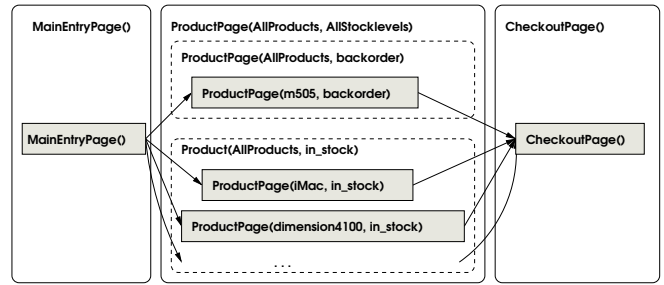 MainEntryPage()
ProductPage(AllProducts, AllStocklevels)
CheckoutPage()
ProductPage(AllProducts, backorder)
ProductPage(m505, backorder)
MainEntryPage()
CheckoutPage()
Product(AllProducts, in_stock)
ProductPage(iMac, in_stock)
ProductPage(dimension4100, in_stock)
...